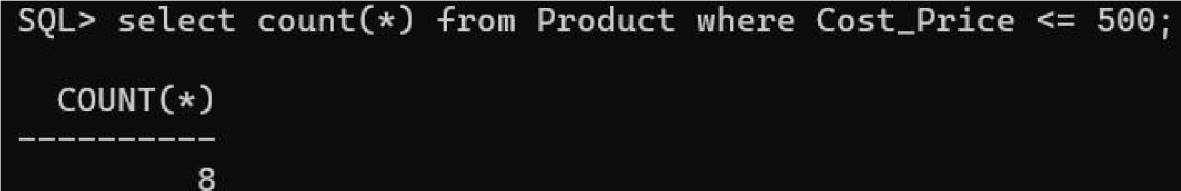 SQL> select count(*) from Product where Cost_Price <= 500;
COUNT(*)
----------
8